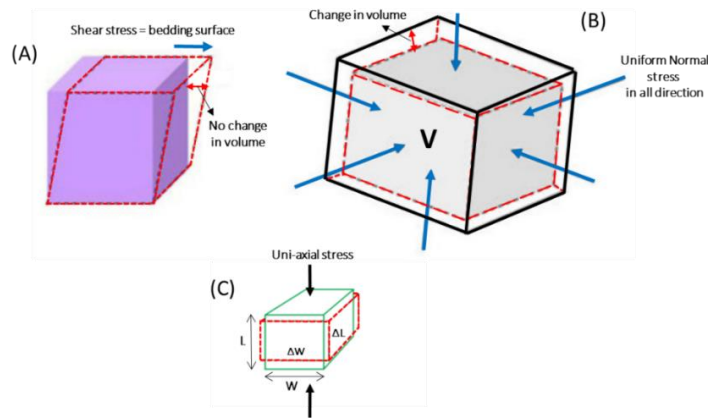 (A)
Shear stress = bedding surface
No change
in volume
(B)
Change in volume
Uniform Normal
stress
in all direction
V
Uni-axial stress
(C)
L
ΔL
ΔW
W